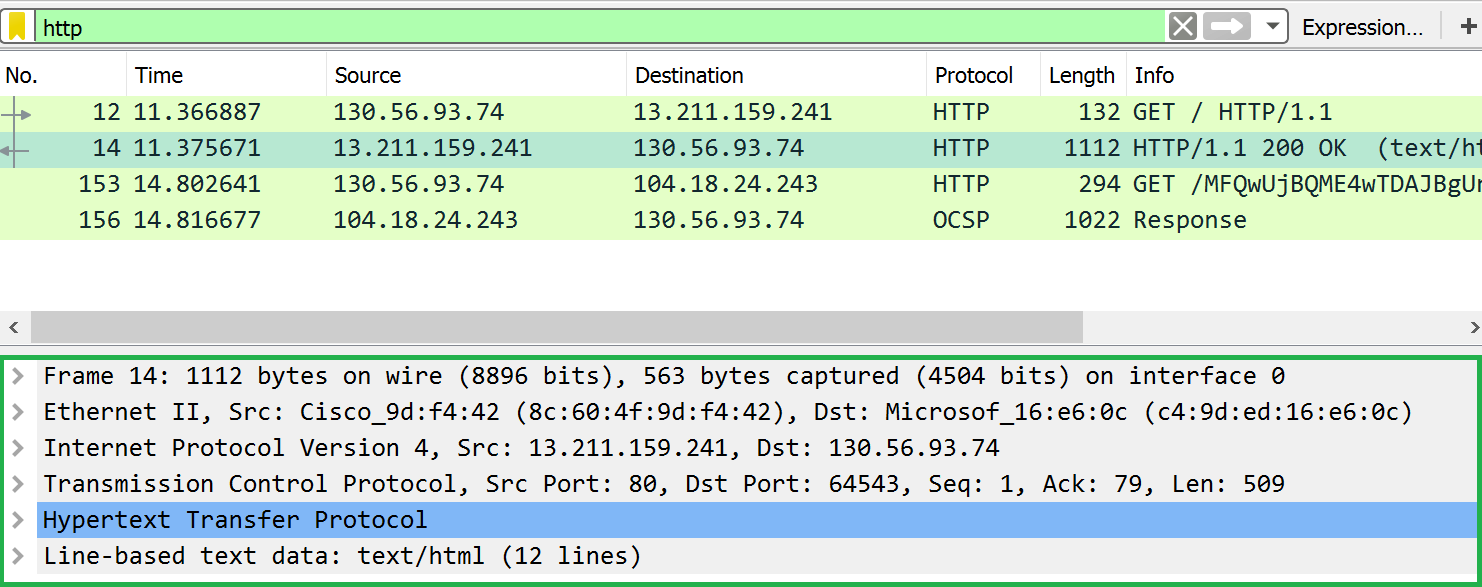 http Expression... +
No. Time Source Destination Protocol Length Info
12 11.366887 130.56.93.74 13.211.159.241 HTTP 132 GET / HTTP/1.1
14 11.375671 13.211.159.241 130.56.93.74 HTTP 1112 HTTP/1.1 200 OK (text/ht
153 14.802641 130.56.93.74 104.18.24.243 HTTP 294 GET /MFQwUjBQME4wTDAJBgUr
156 14.816677 104.18.24.243 130.56.93.74 OCSP 1022 Response
Frame 14: 1112 bytes on wire (8896 bits), 563 bytes captured (4504 bits) on interface 0
Ethernet II, Src: Cisco_9d:f4:42 (8c:60:4f:9d:f4:42), Dst: Microsof_16:e6:0c (c4:9d:ed:16:e6:0c)
Internet Protocol Version 4, Src: 13.211.159.241, Dst: 130.56.93.74
Transmission Control Protocol, Src Port: 80, Dst Port: 64543, Seq: 1, Ack: 79, Len: 509
Hypertext Transfer Protocol
Line-based text data: text/html (12 lines)